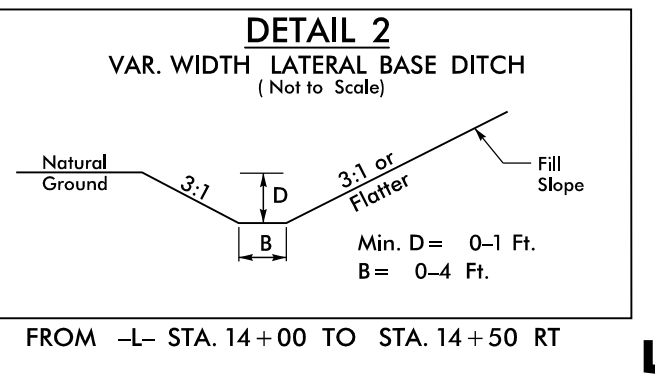 DETAIL 2
VAR. WIDTH LATERAL BASE DITCH
( Not to Scale)
Natural
Ground
3:1
D
3:1 or
Flatter
Fill
Slope
B
Min. D = 0–1 Ft.
B = 0–4 Ft.
FROM –L– STA. 14+00 TO STA. 14+50 RT